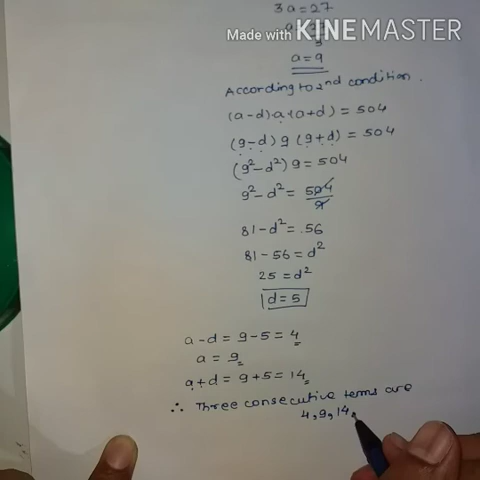 3a = 27
a =
Made with KINEMASTER
9
a = 9
According to 2nd condition.
(a-d) a (a+d) = 504
(9-d) 9 (9+d) = 504
(9²-d²) 9 = 504
9²-d² = 504/9
81-d² = 56
81-56 = d²
25 = d²
d = 5
a-d = 9-5 = 4
a = 9
a+d = 9+5 = 14
∴ Three consecutive terms are
4, 9, 14,